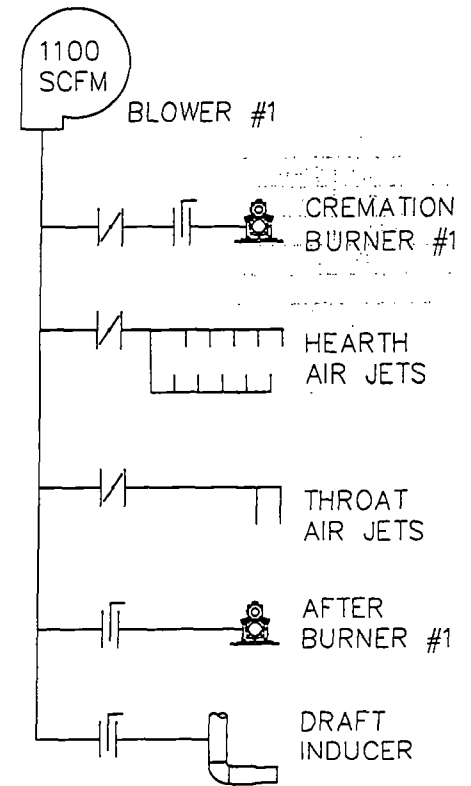 1100
SCFM
BLOWER #1
CREMATION
BURNER #1
HEARTH
AIR JETS
THROAT
AIR JETS
AFTER
BURNER #1
DRAFT
INDUCER